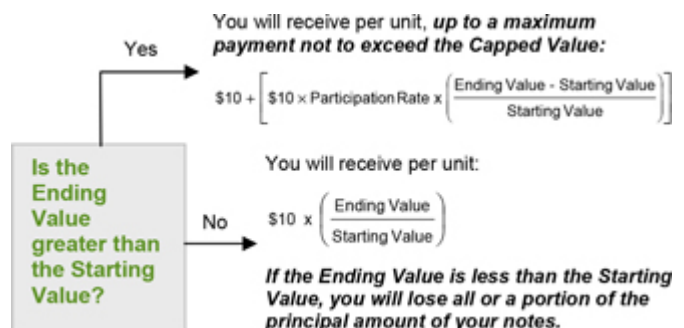 You will receive per unit, up to a maximum
payment not to exceed the Capped Value:
Yes
$10 + [$10 × Participation Rate x (Ending Value - Starting Value / Starting Value)]
Is the
Ending
Value
greater than
the Starting
Value?
You will receive per unit:
No
$10 x (Ending Value / Starting Value)
If the Ending Value is less than the Starting
Value, you will lose all or a portion of the
principal amount of your notes.